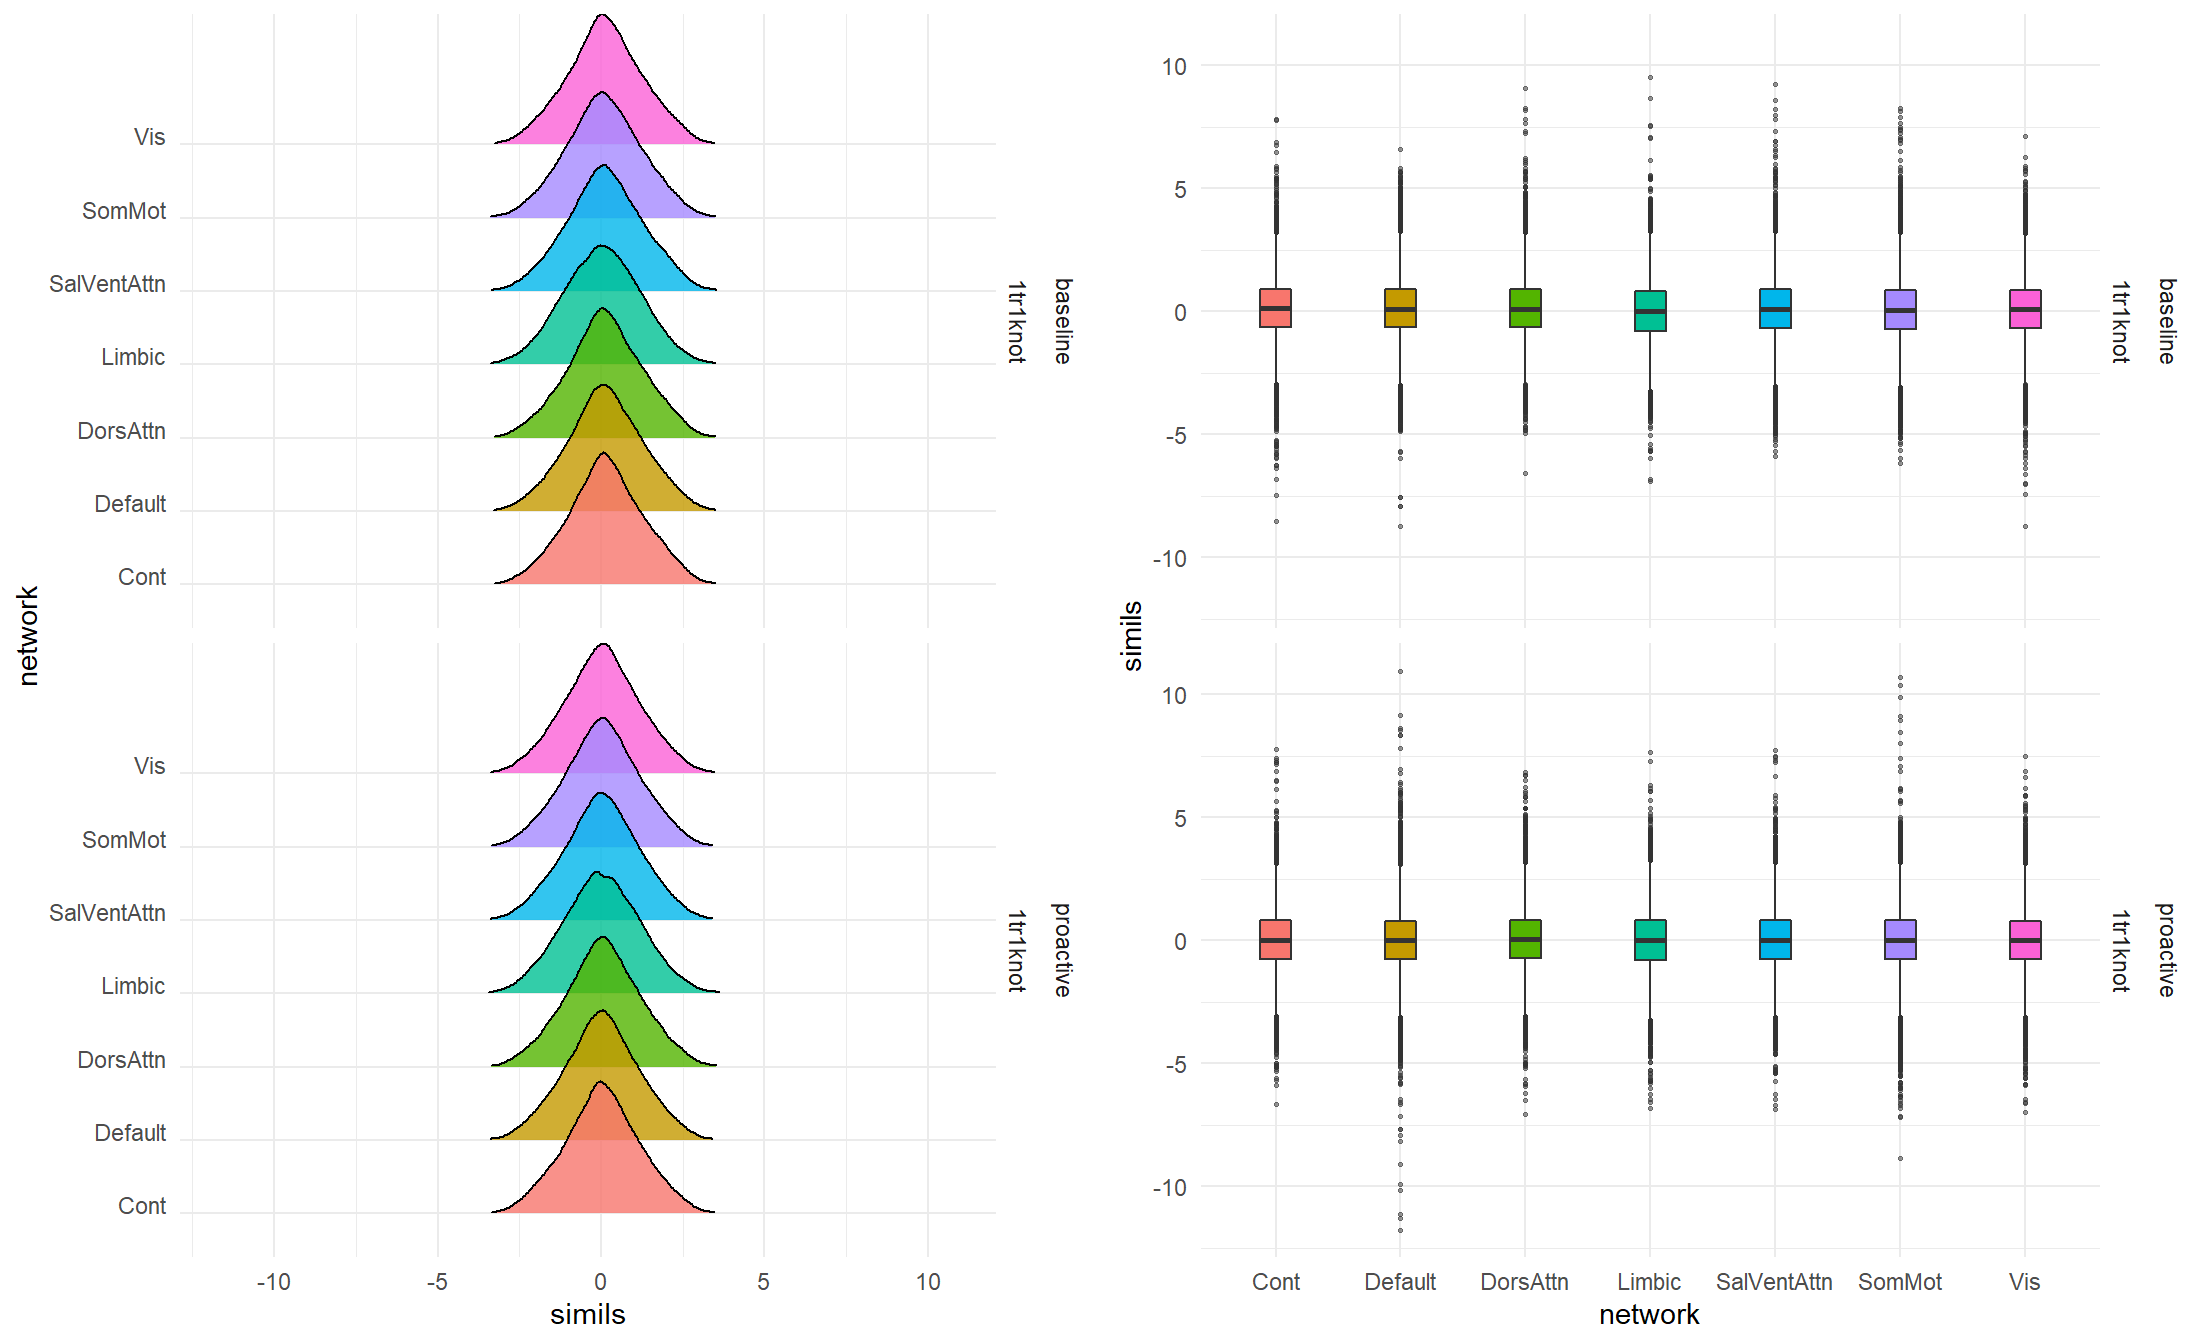 Vis
SomMot
SalVentAttn
Limbic
DorsAttn
Default
Cont
baseline
1tr1knot
Vis
SomMot
SalVentAttn
Limbic
DorsAttn
Default
Cont
proactive
1tr1knot
network
-10 -5 0 5 10
simils
10
5
0
-5
-10
baseline
1tr1knot
10
5
0
-5
-10
proactive
1tr1knot
simils
Cont Default DorsAttn Limbic SalVentAttn SomMot Vis
network